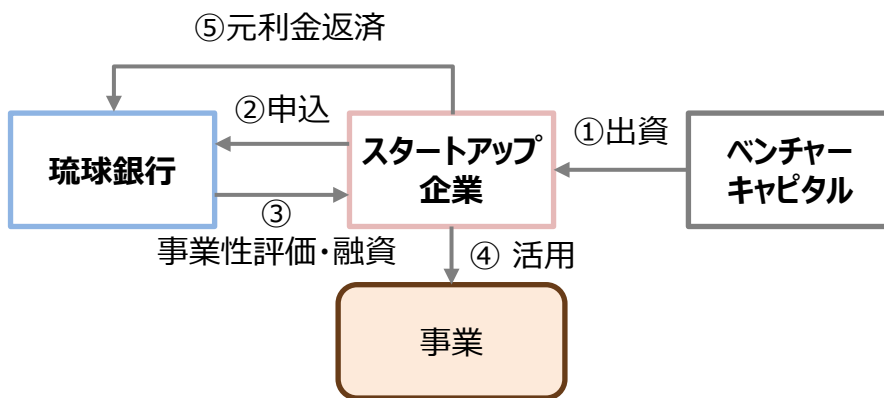 ⑤元利金返済
②申込
①出資
琉球銀行
スタートアップ
企業
ベンチャー
キャピタル
③
事業性評価・融資
④ 活用
事業